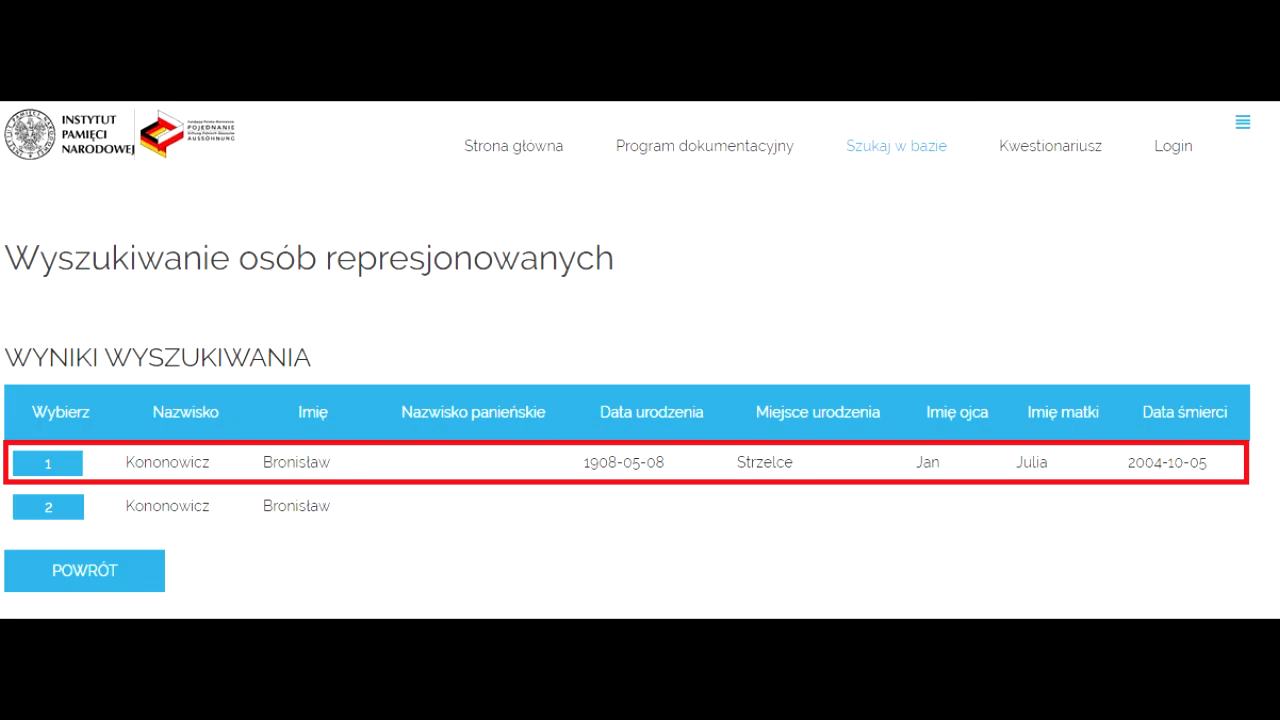 INSTYTUT
PAMIĘCI
NARODOWEJ
POJEDNANIE
AUSSÖHNUNG
Strona główna Program dokumentacyjny Szukaj w bazie Kwestionariusz Login
Wyszukiwanie osób represjonowanych
WYNIKI WYSZUKIWANIA
Wybierz Nazwisko Imię Nazwisko panieńskie Data urodzenia Miejsce urodzenia Imię ojca Imię matki Data śmierci
1 Kononowicz Bronisław 1908-05-08 Strzelce Jan Julia 2004-10-05
2 Kononowicz Bronisław
POWRÓT